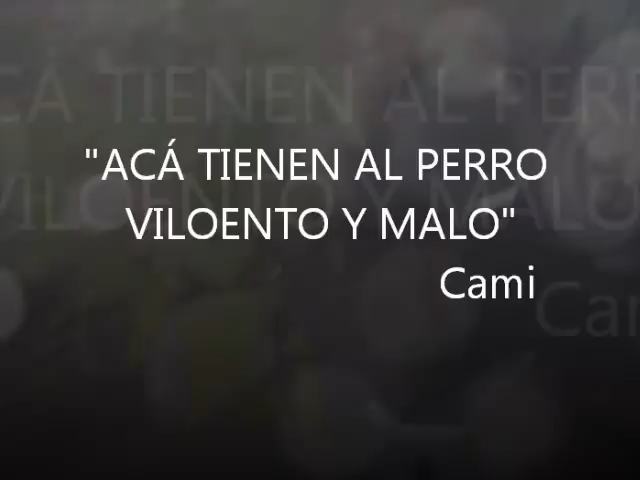 "ACÁ TIENEN AL PERRO
VILOENTO Y MALO"
Cami